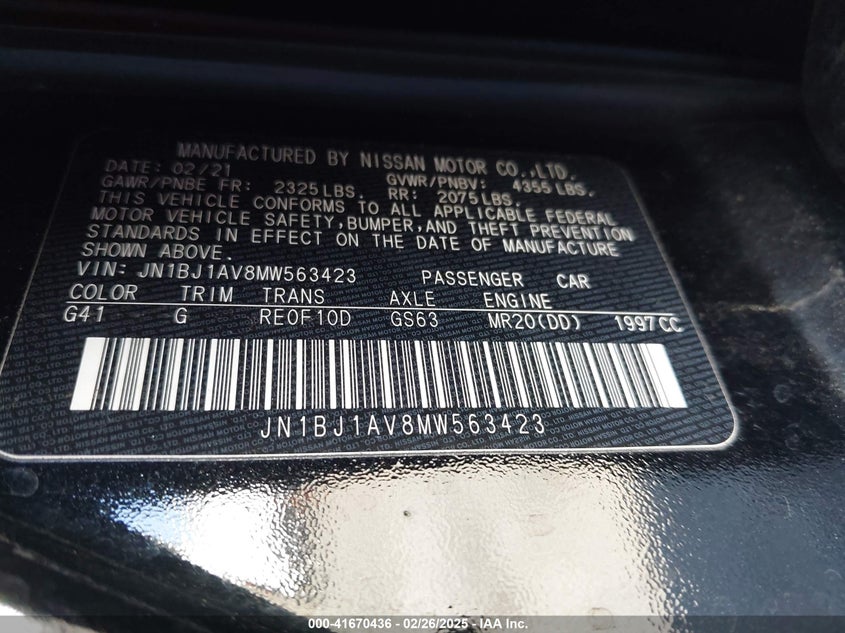 MANUFACTURED BY NISSAN MOTOR CO.,LTD.
DATE: 02/21 GVWR/PNBV: 4355 LBS.
GAWR/PNBE FR: 2325 LBS. RR: 2075 LBS.
THIS VEHICLE CONFORMS TO ALL APPLICABLE FEDERAL
MOTOR VEHICLE SAFETY,BUMPER,AND THEFT PREVENTION
STANDARDS IN EFFECT ON THE DATE OF MANUFACTURE
SHOWN ABOVE.
VIN: JN1BJ1AV8MW563423 PASSENGER CAR
COLOR TRIM TRANS AXLE ENGINE
G41 G RE0F10D GS63 MR20(DD) 1997CC
JN1BJ1AV8MW563423
000-41670436 - 02/26/2025 - IAA Inc.